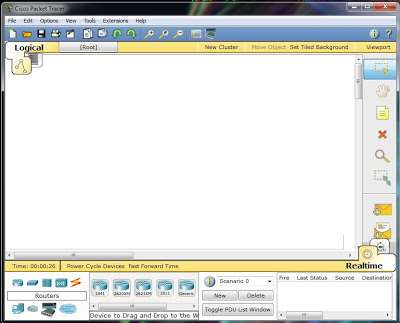 Cisco Packet Tracer
File Edit Options View Tools Extensions Help
Logical [Root] New Cluster Move Object Set Tiled Background Viewport
Time: 00:00:26 Power Cycle Devices Fast Forward Time Realtime
Routers
1841 2620XM 2621XM 2811 Generic
Device to Drag and Drop to the W
Scenario 0
New Delete
Toggle PDU List Window
Fire Last Status Source Destination